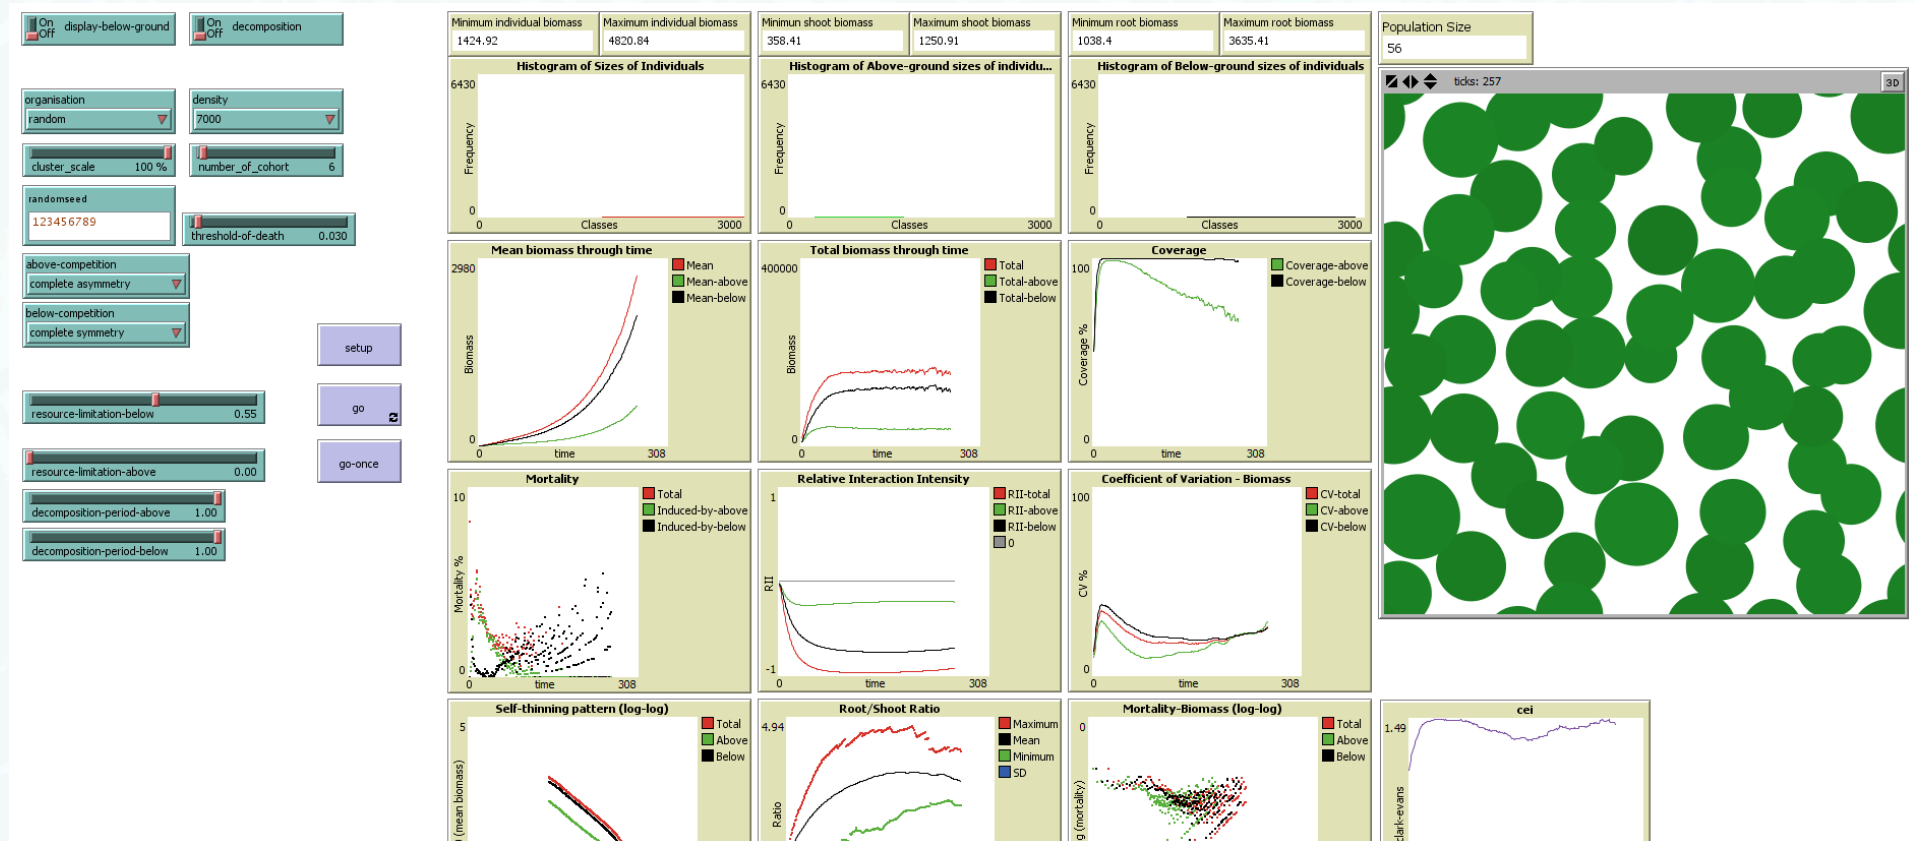 On
Off
display-below-ground
On
Off
decomposition
organisation
random
density
7000
cluster_scale 100 %
number_of_cohort 6
randomseed
123456789
threshold-of-death 0.030
above-competition
complete asymmetry
below-competition
complete symmetry
setup
go
go-once
resource-limitation-below 0.55
resource-limitation-above 0.00
decomposition-period-above 1.00
decomposition-period-below 1.00
Minimum individual biomass
1424.92
Maximum individual biomass
4820.84
Minimun shoot biomass
358.41
Maximum shoot biomass
1250.91
Minimum root biomass
1038.4
Maximum root biomass
3635.41
Population Size
56
Histogram of Sizes of Individuals
6430
Frequency
0
0 Classes 3000
Histogram of Above-ground sizes of individu...
6430
Frequency
0
0 Classes 3000
Histogram of Below-ground sizes of individuals
6430
Frequency
0
0 Classes 3000
ticks: 257
3D
Mean biomass through time
2980
Biomass
0
0 time 308
Mean
Mean-above
Mean-below
Total biomass through time
400000
Biomass
0
0 time 308
Total
Total-above
Total-below
Coverage
100
Coverage %
0
0 time 308
Coverage-above
Coverage-below
Mortality
10
Mortality %
0
0 time 308
Total
Induced-by-above
Induced-by-below
Relative Interaction Intensity
1
RII
-1
0 time 308
RII-total
RII-above
RII-below
0
Coefficient of Variation - Biomass
100
CV %
0
0 time 308
CV-total
CV-above
CV-below
Self-thinning pattern (log-log)
5
(mean biomass)
Total
Above
Below
Root/Shoot Ratio
4.94
Ratio
Maximum
Mean
Minimum
SD
Mortality-Biomass (log-log)
0
g (mortality)
Total
Above
Below
cei
1.49
lark-evans